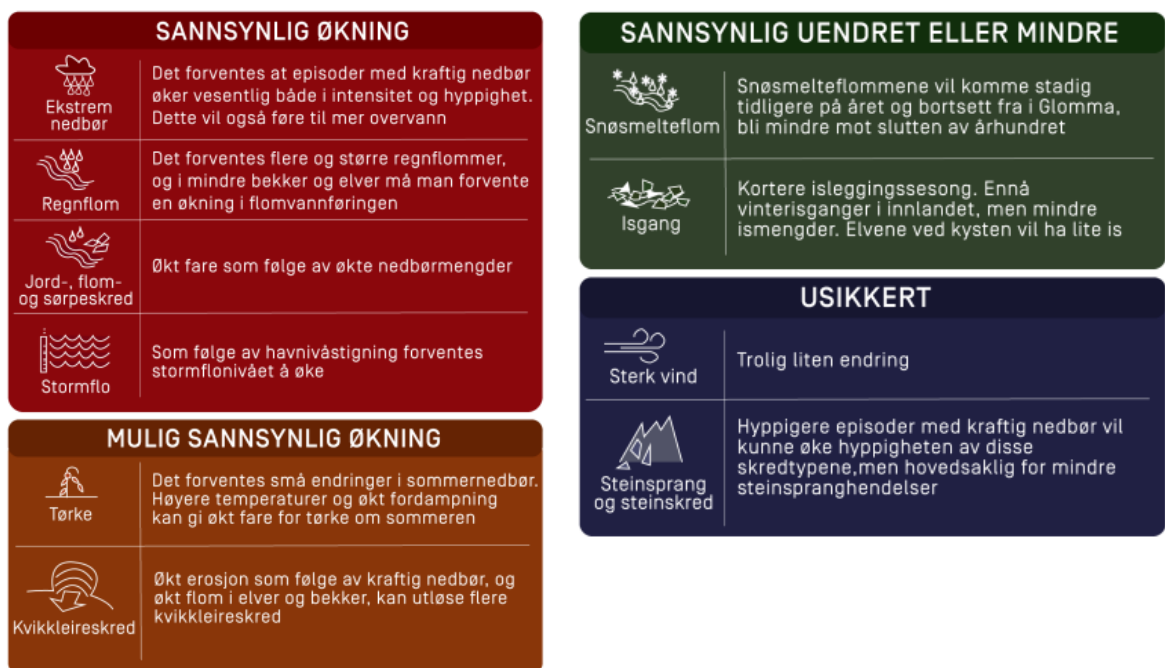 SANNSYNLIG ØKNING
Ekstrem
nedbør
Det forventes at episoder med kraftig nedbør
øker vesentlig både i intensitet og hyppighet.
Dette vil også føre til mer overvann
Regnflom
Det forventes flere og større regnflommer,
og i mindre bekker og elver må man forvente
en økning i flomvannføringen
Jord-, flom-
og sørpeskred
Økt fare som følge av økte nedbørmengder
Stormflo
Som følge av havnivåstigning forventes
stormflonivået å øke
MULIG SANNSYNLIG ØKNING
Tørke
Det forventes små endringer i sommernedbør.
Høyere temperaturer og økt fordampning
kan gi økt fare for tørke om sommeren
Kvikkleireskred
Økt erosjon som følge av kraftig nedbør, og
økt flom i elver og bekker, kan utløse flere
kvikkleireskred
SANNSYNLIG UENDRET ELLER MINDRE
Snøsmelteflom
Snøsmelteflommene vil komme stadig
tidligere på året og bortsett fra i Glomma,
bli mindre mot slutten av århundret
Isgang
Kortere isleggingssesong. Ennå
vinterisganger i innlandet, men mindre
ismengder. Elvene ved kysten vil ha lite is
USIKKERT
Sterk vind
Trolig liten endring
Steinsprang
og steinskred
Hyppigere episoder med kraftig nedbør vil
kunne øke hyppigheten av disse
skredtypene,men hovedsaklig for mindre
steinspranghendelser